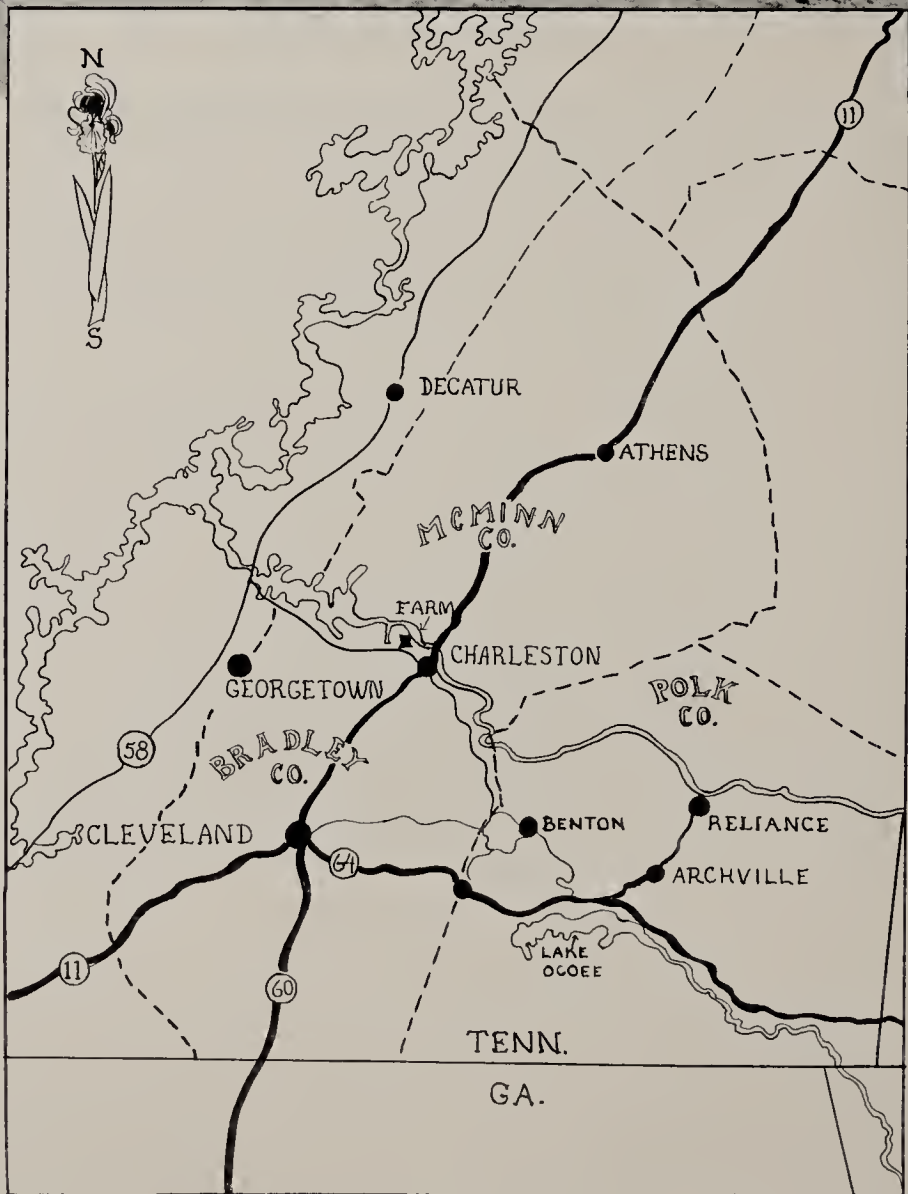 N
S
11
DECATUR
ATHENS
MCMINN
CO.
FARM
CHARLESTON
GEORGETOWN
POLK
CO.
58
BRADLEY
CO.
CLEVELAND
BENTON
RELIANCE
64
ARCHVILLE
LAKE
OCOEE
11
60
TENN.
GA.